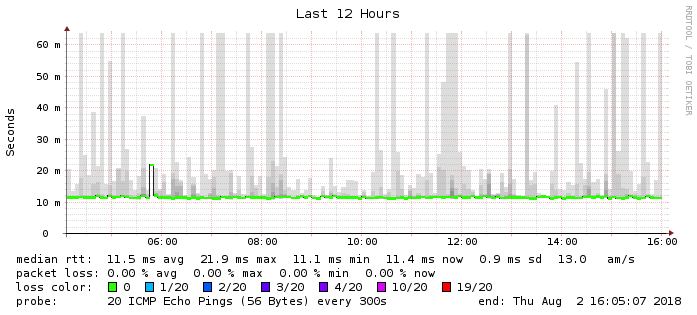 Last 12 Hours
RRDTOOL / TOBI OETIKER
Seconds
60 m
50 m
40 m
30 m
20 m
10 m
0
06:00 08:00 10:00 12:00 14:00 16:00
median rtt: 11.5 ms avg 21.9 ms max 11.1 ms min 11.4 ms now 0.9 ms sd 13.0 am/s
packet loss: 0.00 % avg 0.00 % max 0.00 % min 0.00 % now
loss color: 0 1/20 2/20 3/20 4/20 10/20 19/20
probe: 20 ICMP Echo Pings (56 Bytes) every 300s end: Thu Aug 2 16:05:07 2018